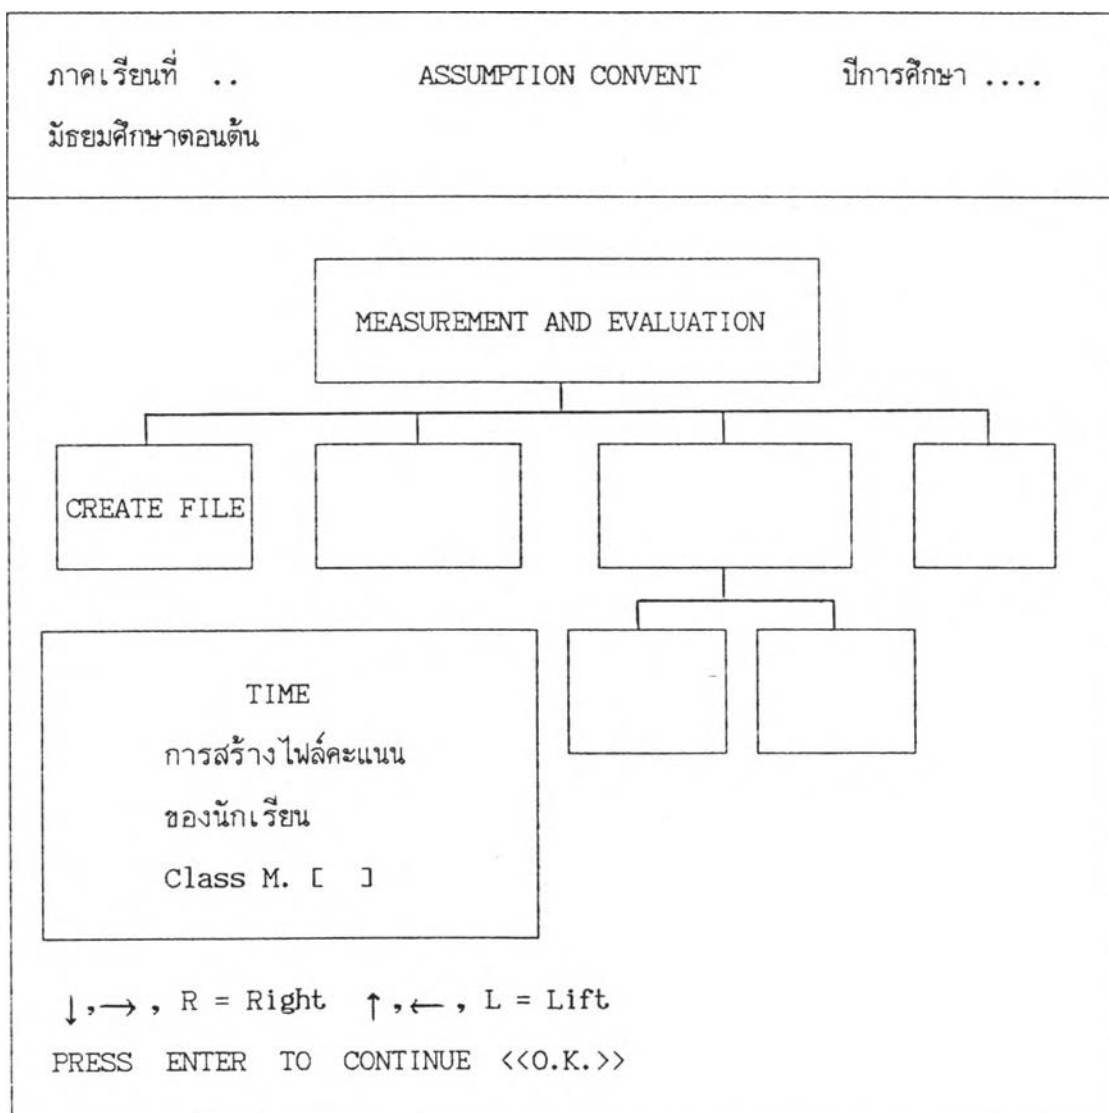 ภาคเรียนที่ .. ASSUMPTION CONVENT ปีการศึกษา ....
มัธยมศึกษาตอนต้น
MEASUREMENT AND EVALUATION
CREATE FILE
TIME
การสร้างไฟล์คะแนน
ของนักเรียน
Class M. [ ]
↓,→, R = Right ↑,←, L = Lift
PRESS ENTER TO CONTINUE <<O.K.>>